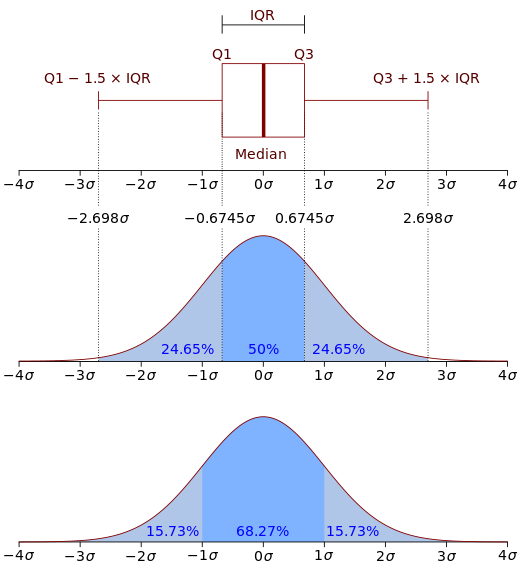 IQR
Q1 Q3
Q1 − 1.5 × IQR Q3 + 1.5 × IQR
Median
−4σ −3σ −2σ −1σ 0σ 1σ 2σ 3σ 4σ
−2.698σ −0.6745σ 0.6745σ 2.698σ
24.65% 50% 24.65%
−4σ −3σ −2σ −1σ 0σ 1σ 2σ 3σ 4σ
15.73% 68.27% 15.73%
−4σ −3σ −2σ −1σ 0σ 1σ 2σ 3σ 4σ